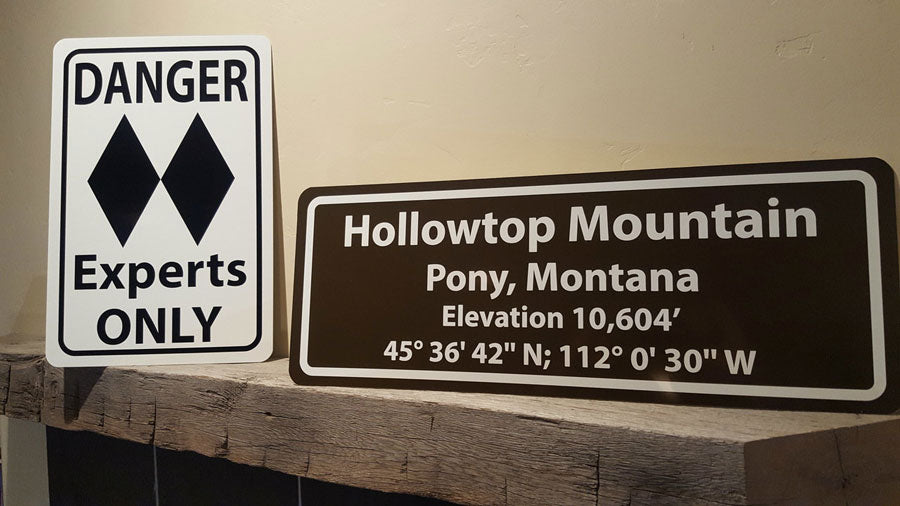 DANGER
Experts
ONLY
Hollowtop Mountain
Pony, Montana
Elevation 10,604’
45° 36' 42" N; 112° 0' 30" W